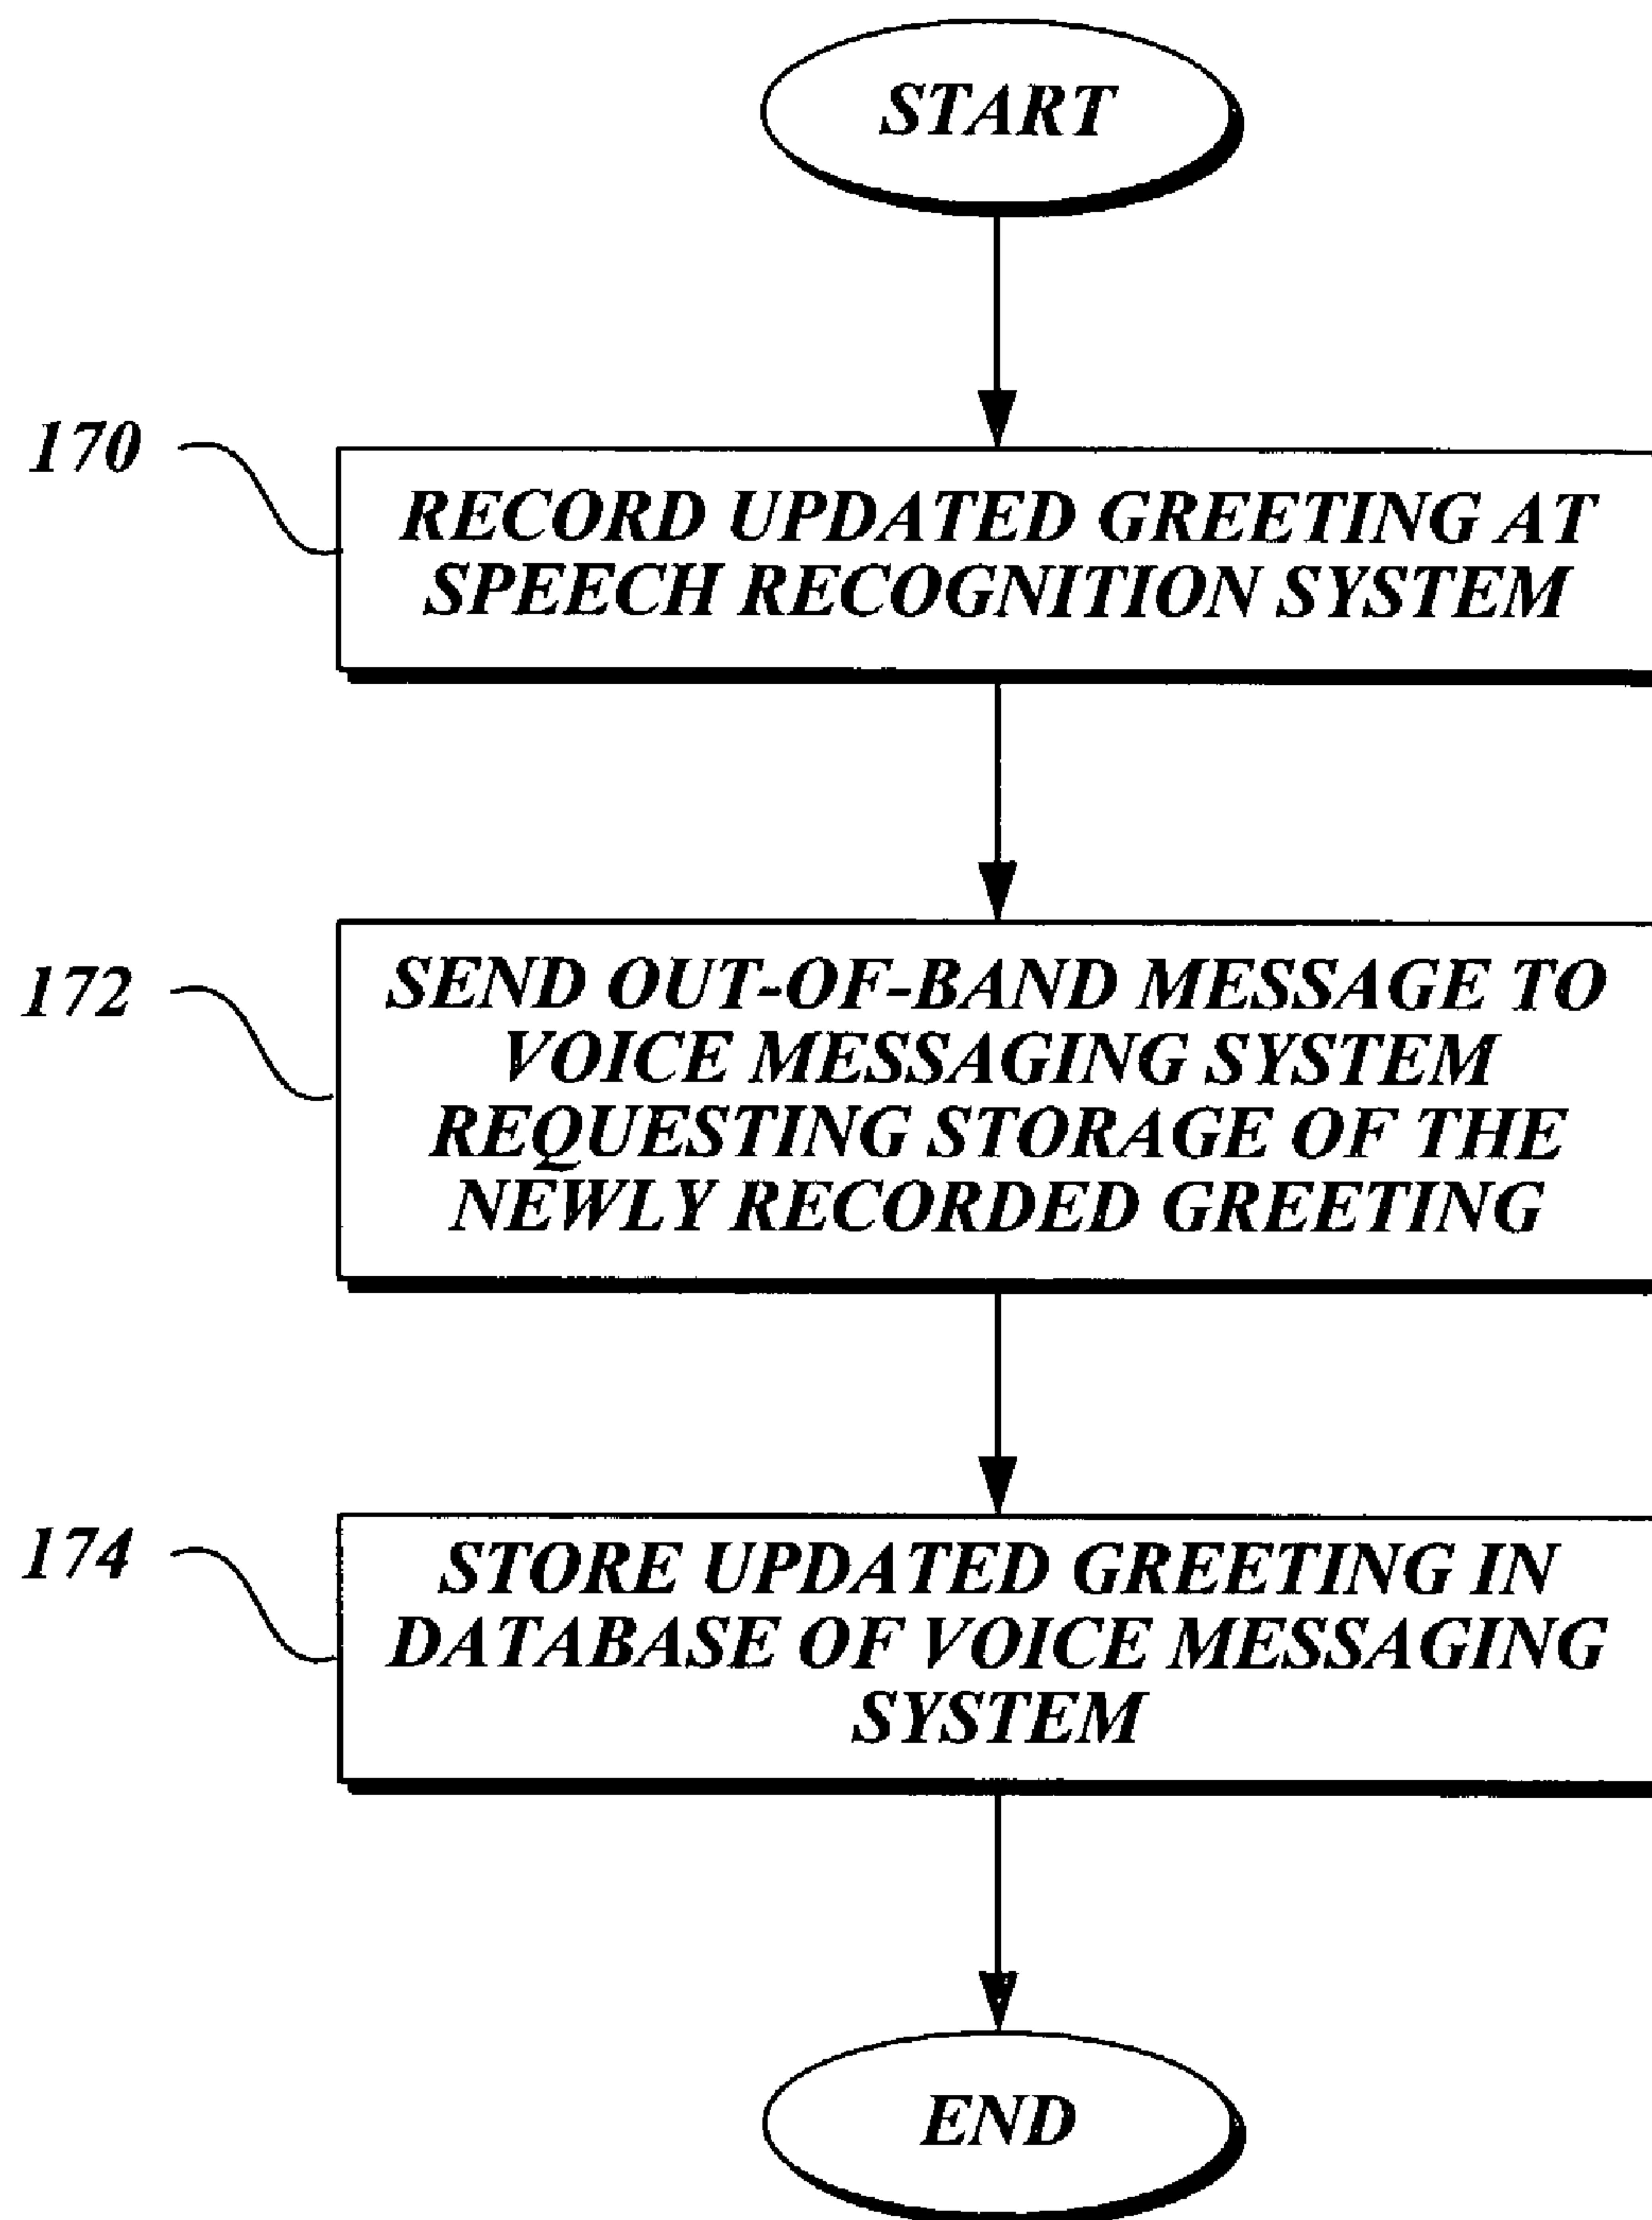 START
170
RECORD UPDATED GREETING AT
SPEECH RECOGNITION SYSTEM
172
SEND OUT-OF-BAND MESSAGE TO
VOICE MESSAGING SYSTEM
REQUESTING STORAGE OF THE
NEWLY RECORDED GREETING
174
STORE UPDATED GREETING IN
DATABASE OF VOICE MESSAGING
SYSTEM
END